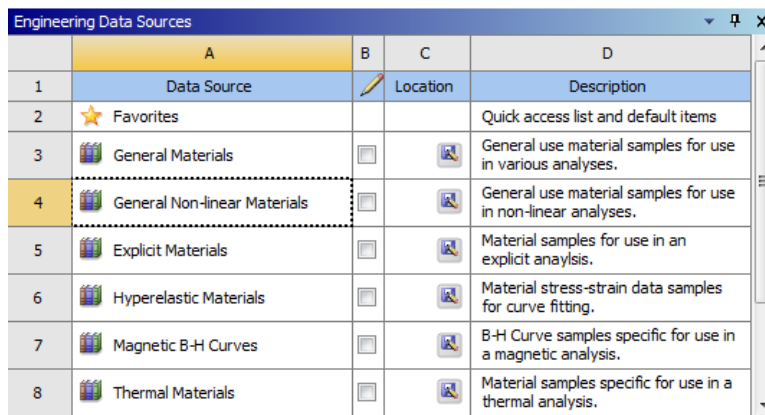 Engineering Data Sources
A B C D
1 Data Source Location Description
2 Favorites Quick access list and default items
3 General Materials General use material samples for use
in various analyses.
4 General Non-linear Materials General use material samples for use
in non-linear analyses.
5 Explicit Materials Material samples for use in an
explicit anaylsis.
6 Hyperelastic Materials Material stress-strain data samples
for curve fitting.
7 Magnetic B-H Curves B-H Curve samples specific for use in
a magnetic analysis.
8 Thermal Materials Material samples specific for use in a
thermal analysis.